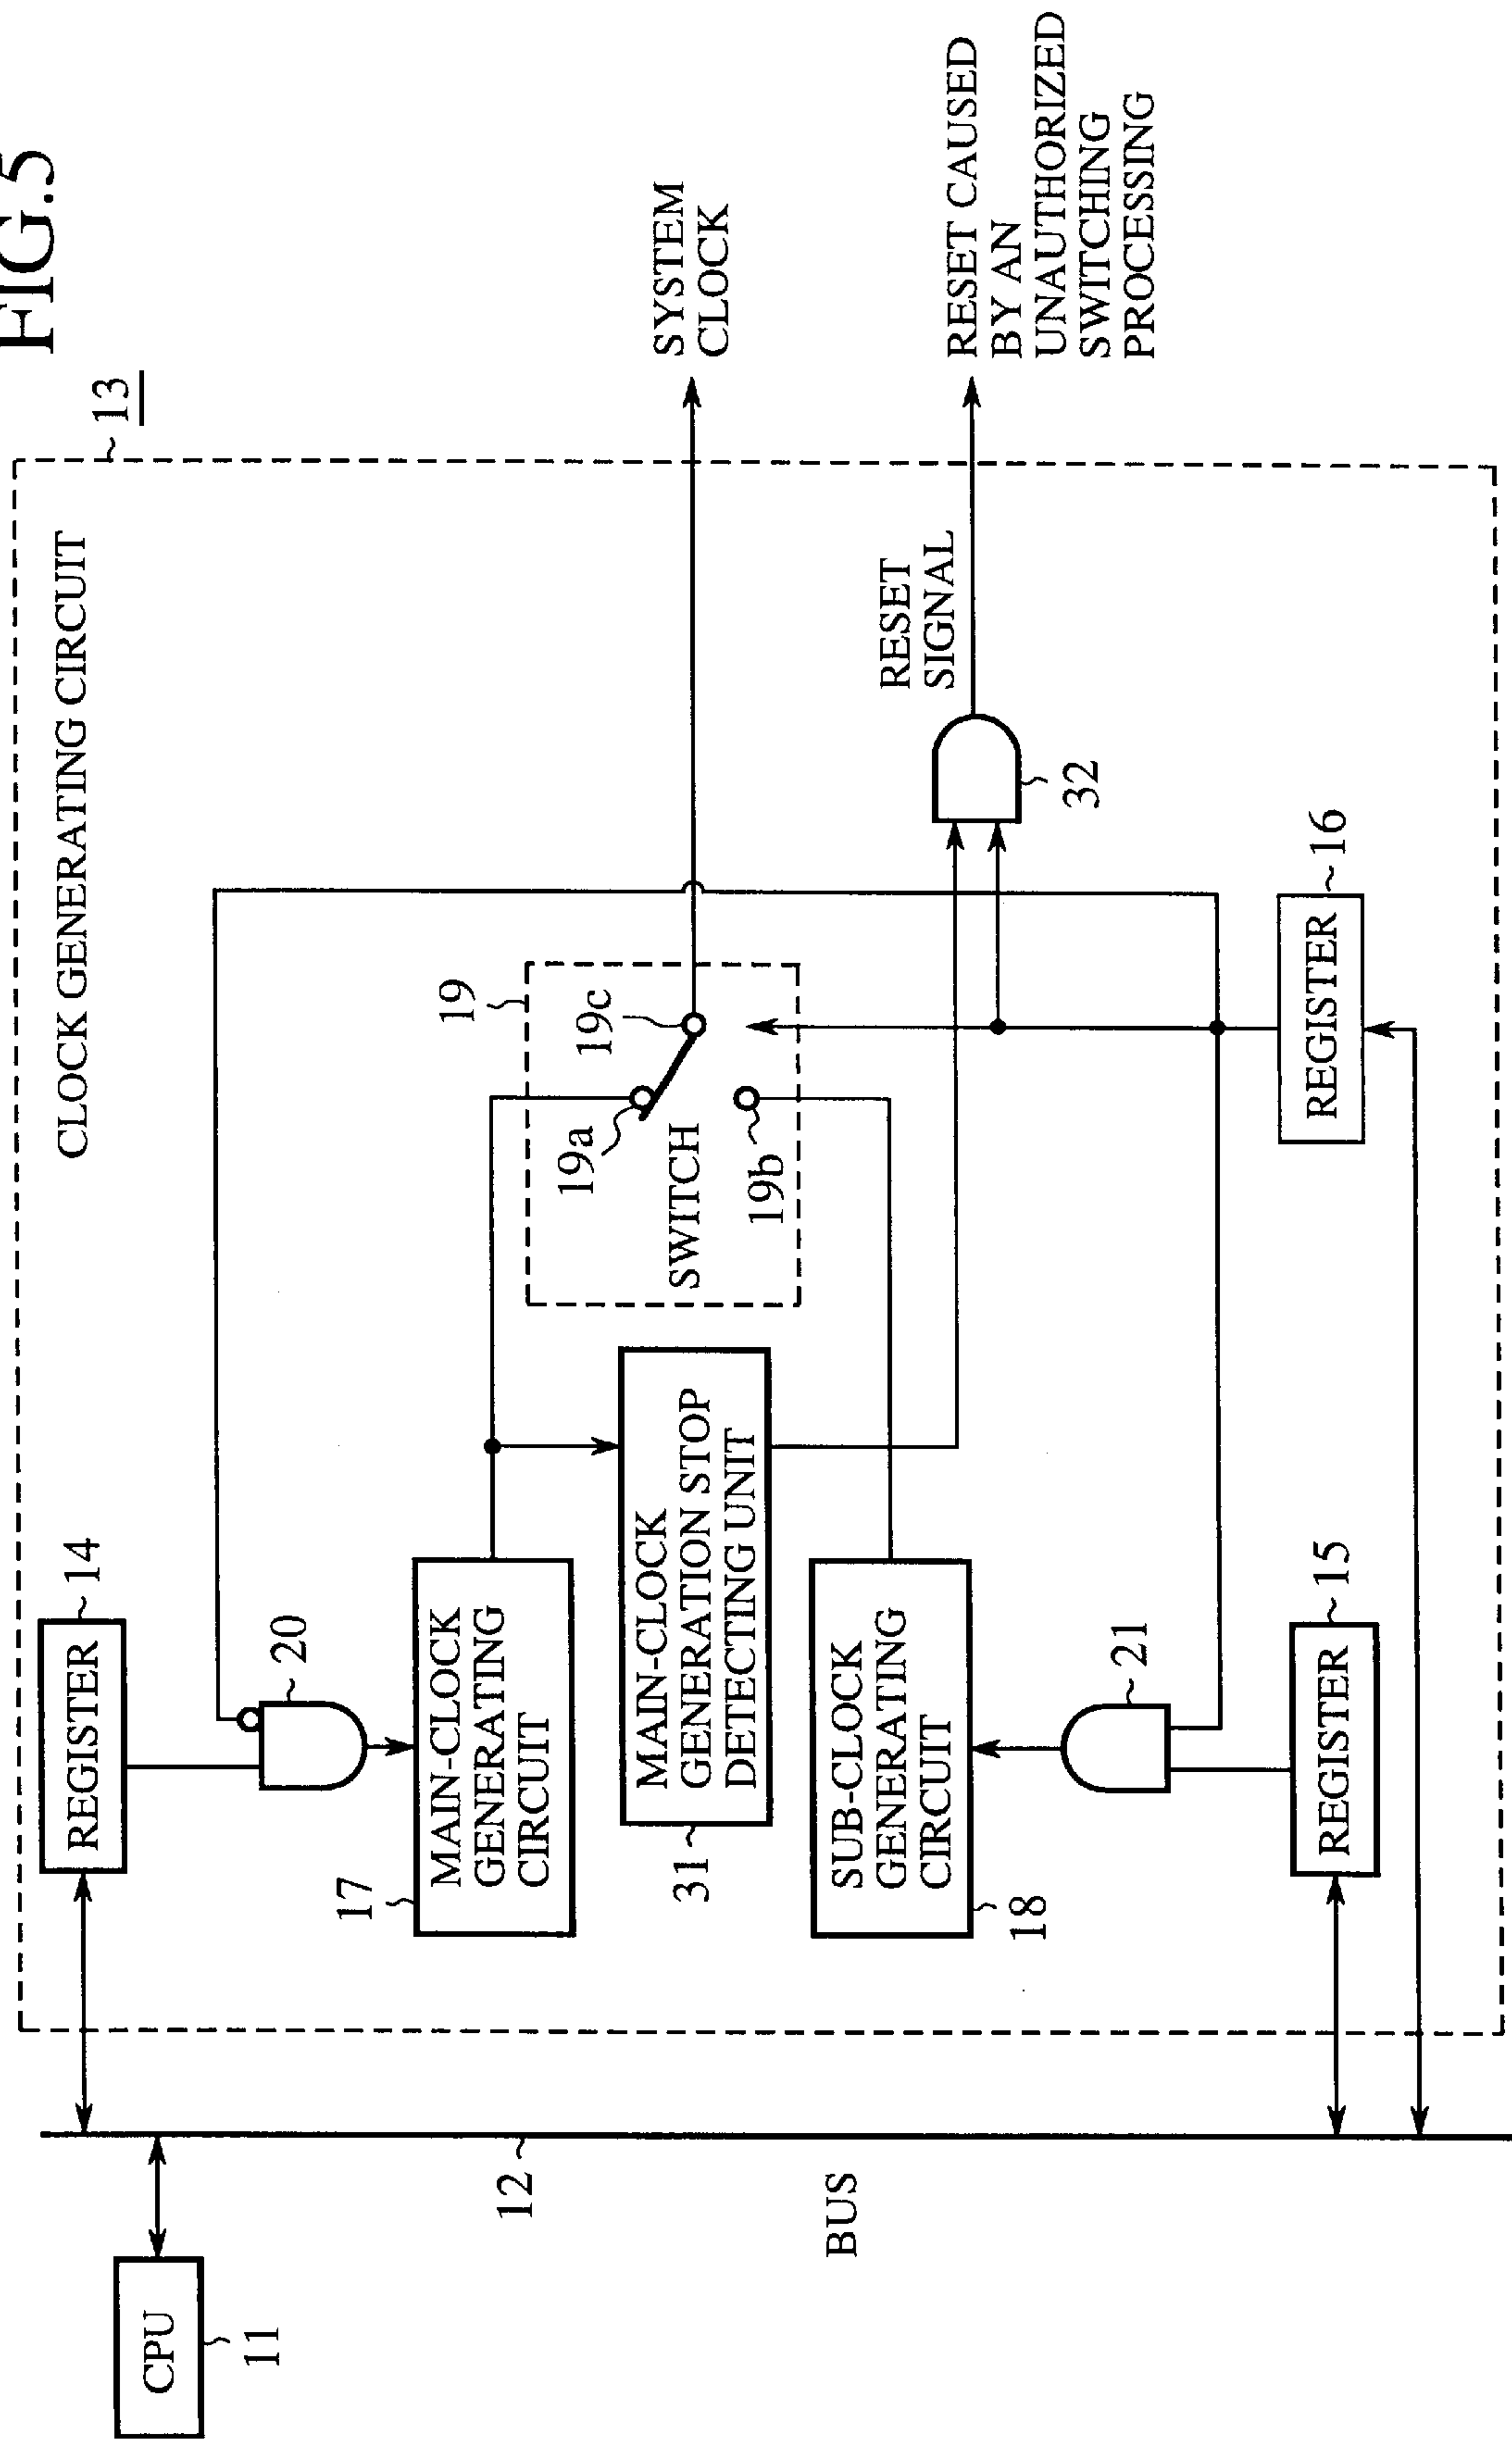 FIG.5
13
CLOCK GENERATING CIRCUIT
REGISTER
14
20
MAIN-CLOCK
GENERATING
CIRCUIT
17
19
19a
19c
SWITCH
19b
SYSTEM
CLOCK
MAIN-CLOCK
GENERATION STOP
DETECTING UNIT
31
RESET
SIGNAL
32
RESET CAUSED
BY AN
UNAUTHORIZED
SWITCHING
PROCESSING
SUB-CLOCK
GENERATING
CIRCUIT
18
21
REGISTER
15
REGISTER
16
CPU
11
12
BUS